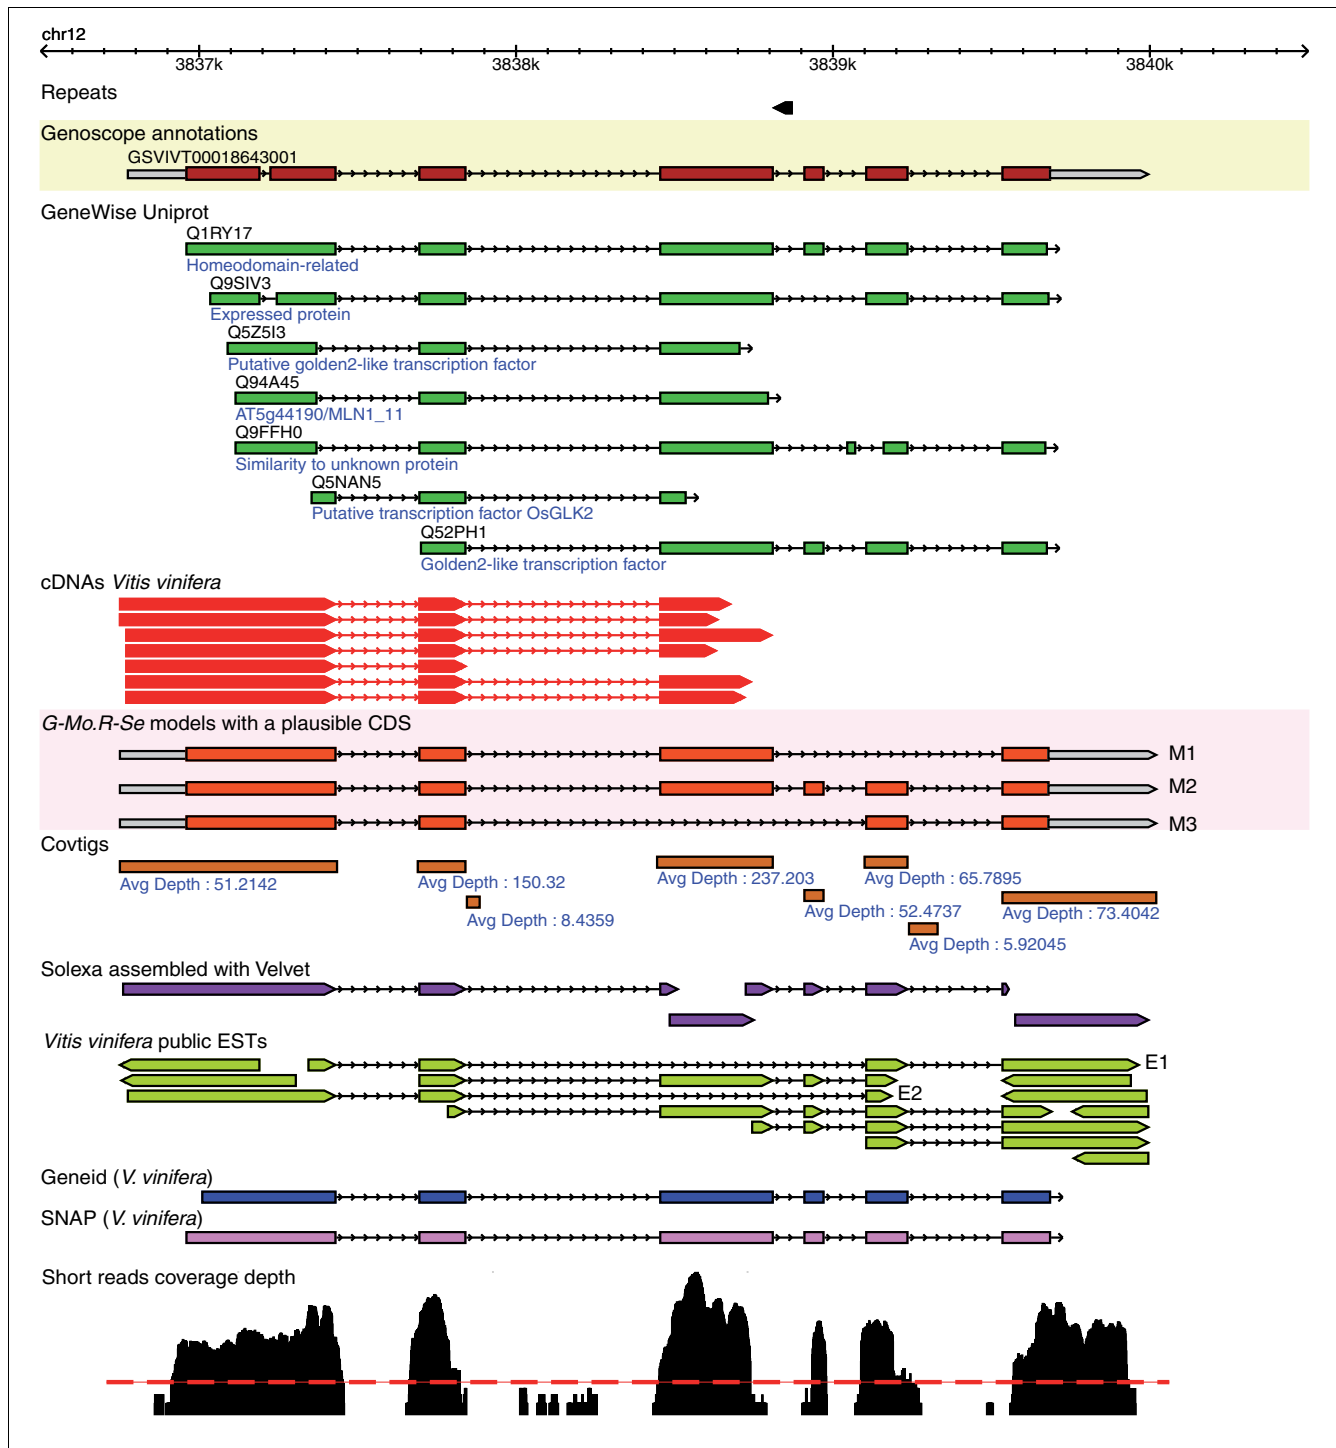 chr12
3837k 3838k 3839k 3840k
Repeats
Genoscope annotations
GSVIVT00018643001
GeneWise Uniprot
Q1RY17
Homeodomain-related
Q9SIV3
Expressed protein
Q5Z5I3
Putative golden2-like transcription factor
Q94A45
AT5g44190/MLN1_11
Q9FFH0
Similarity to unknown protein
Q5NAN5
Putative transcription factor OsGLK2
Q52PH1
Golden2-like transcription factor
cDNAs Vitis vinifera
G-Mo.R-Se models with a plausible CDS
M1
M2
M3
Covtigs
Avg Depth : 51.2142
Avg Depth : 150.32
Avg Depth : 8.4359
Avg Depth : 237.203
Avg Depth : 52.4737
Avg Depth : 65.7895
Avg Depth : 5.92045
Avg Depth : 73.4042
Solexa assembled with Velvet
Vitis vinifera public ESTs
E1
E2
Geneid (V. vinifera)
SNAP (V. vinifera)
Short reads coverage depth